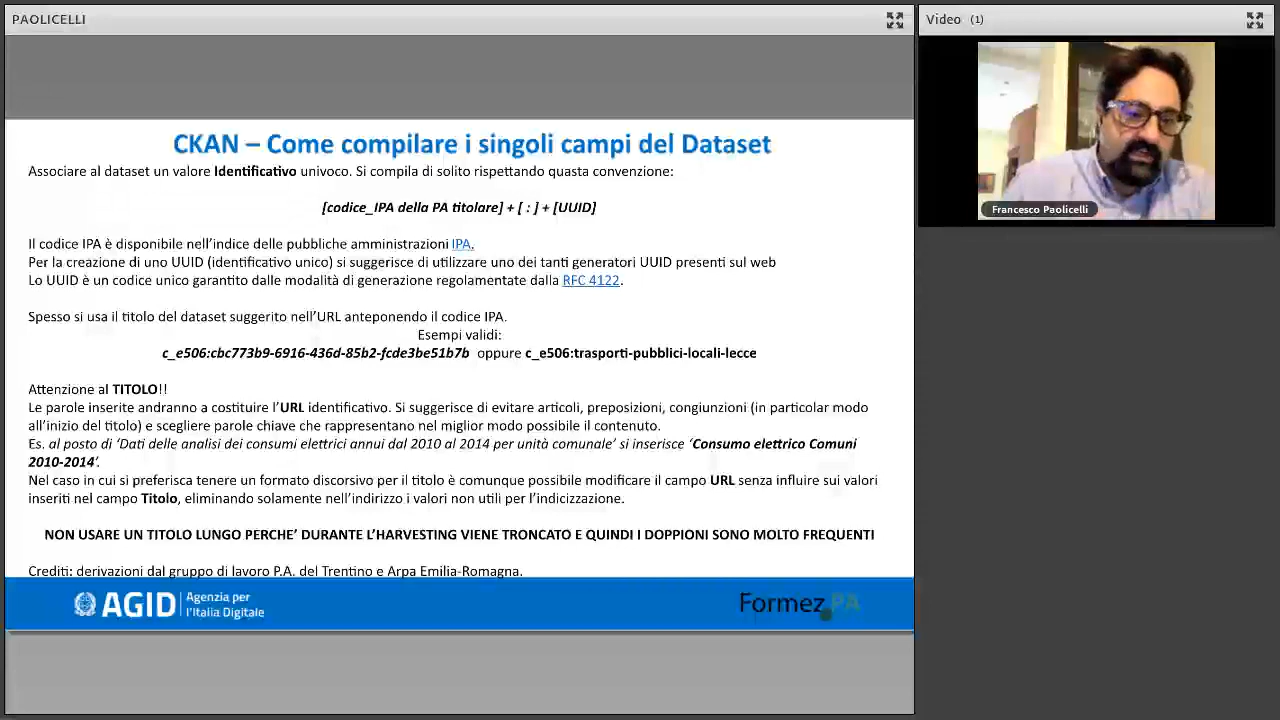 PAOLICELLI
Video (1)
Francesco Paolicelli
CKAN – Come compilare i singoli campi del Dataset
Associare al dataset un valore Identificativo univoco. Si compila di solito rispettando quasta convenzione:
[codice_IPA della PA titolare] + [ : ] + [UUID]
Il codice IPA è disponibile nell'indice delle pubbliche amministrazioni IPA.
Per la creazione di uno UUID (identificativo unico) si suggerisce di utilizzare uno dei tanti generatori UUID presenti sul web
Lo UUID è un codice unico garantito dalle modalità di generazione regolamentate dalla RFC 4122.
Spesso si usa il titolo del dataset suggerito nell'URL anteponendo il codice IPA.
Esempi validi:
c_e506:cbc773b9-6916-436d-85b2-fcde3be51b7b oppure c_e506:trasporti-pubblici-locali-lecce
Attenzione al TITOLO!!
Le parole inserite andranno a costituire l'URL identificativo. Si suggerisce di evitare articoli, preposizioni, congiunzioni (in particolar modo
all'inizio del titolo) e scegliere parole chiave che rappresentano nel miglior modo possibile il contenuto.
Es. al posto di 'Dati delle analisi dei consumi elettrici annui dal 2010 al 2014 per unità comunale' si inserisce 'Consumo elettrico Comuni
2010-2014'.
Nel caso in cui si preferisca tenere un formato discorsivo per il titolo è comunque possibile modificare il campo URL senza influire sui valori
inseriti nel campo Titolo, eliminando solamente nell'indirizzo i valori non utili per l'indicizzazione.
NON USARE UN TITOLO LUNGO PERCHE' DURANTE L'HARVESTING VIENE TRONCATO E QUINDI I DOPPIONI SONO MOLTO FREQUENTI
Crediti: derivazioni dal gruppo di lavoro P.A. del Trentino e Arpa Emilia-Romagna.
AGID
Agenzia per
l'Italia Digitale
Formez PA